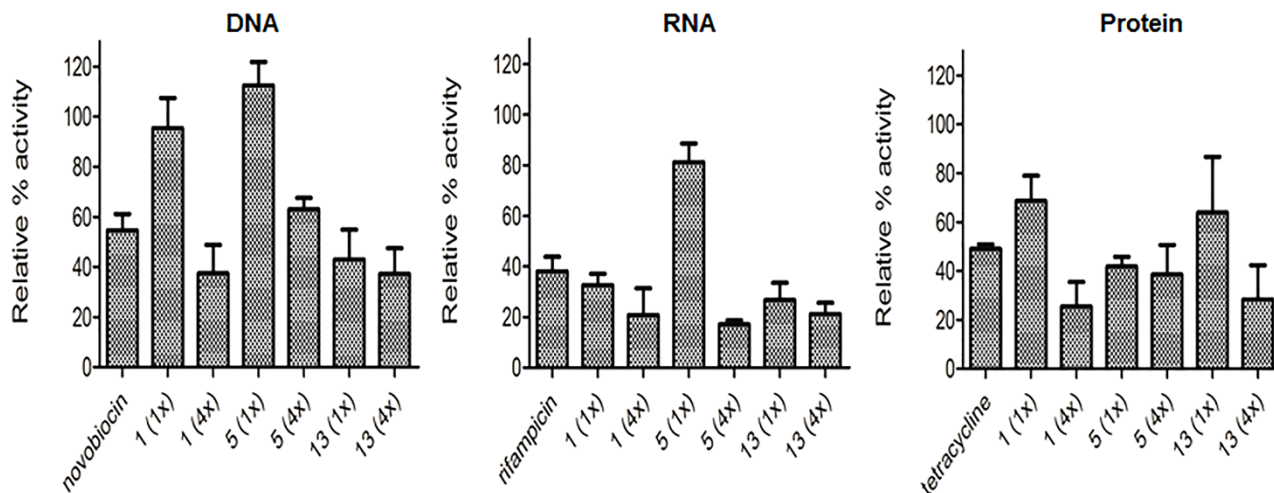 DNA
Relative % activity
120
100
80
60
40
20
0
novobiocin
1 (1x)
1 (4x)
5 (1x)
5 (4x)
13 (1x)
13 (4x)
RNA
Relative % activity
120
100
80
60
40
20
0
rifampicin
1 (1x)
1 (4x)
5 (1x)
5 (4x)
13 (1x)
13 (4x)
Protein
Relative % activity
120
100
80
60
40
20
0
tetracycline
1 (1x)
1 (4x)
5 (1x)
5 (4x)
13 (1x)
13 (4x)